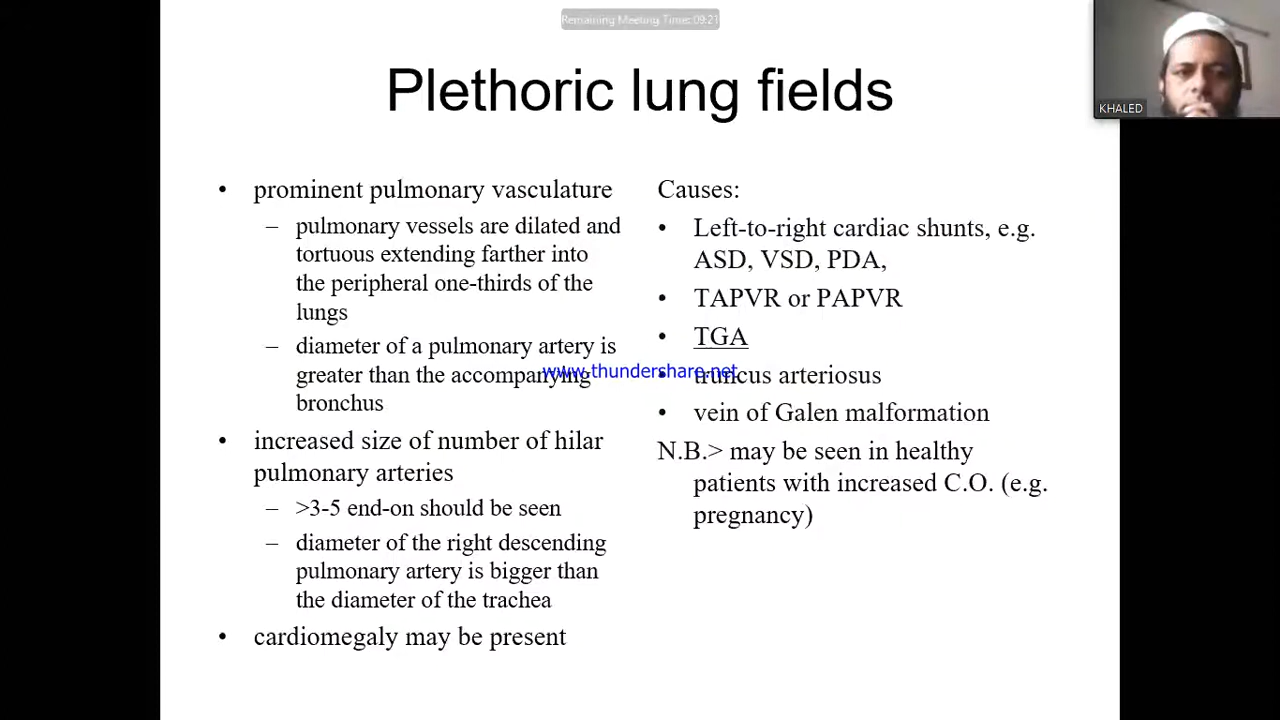 Remaining Meeting Time: 09:21
KHALED
Plethoric lung fields
• prominent pulmonary vasculature
– pulmonary vessels are dilated and
tortuous extending farther into
the peripheral one-thirds of the
lungs
– diameter of a pulmonary artery is
greater than the accompanying
bronchus
• increased size of number of hilar
pulmonary arteries
– >3-5 end-on should be seen
– diameter of the right descending
pulmonary artery is bigger than
the diameter of the trachea
• cardiomegaly may be present
www.thundershare.net
Causes:
• Left-to-right cardiac shunts, e.g.
ASD, VSD, PDA,
• TAPVR or PAPVR
• TGA
• truncus arteriosus
• vein of Galen malformation
N.B.> may be seen in healthy
patients with increased C.O. (e.g.
pregnancy)